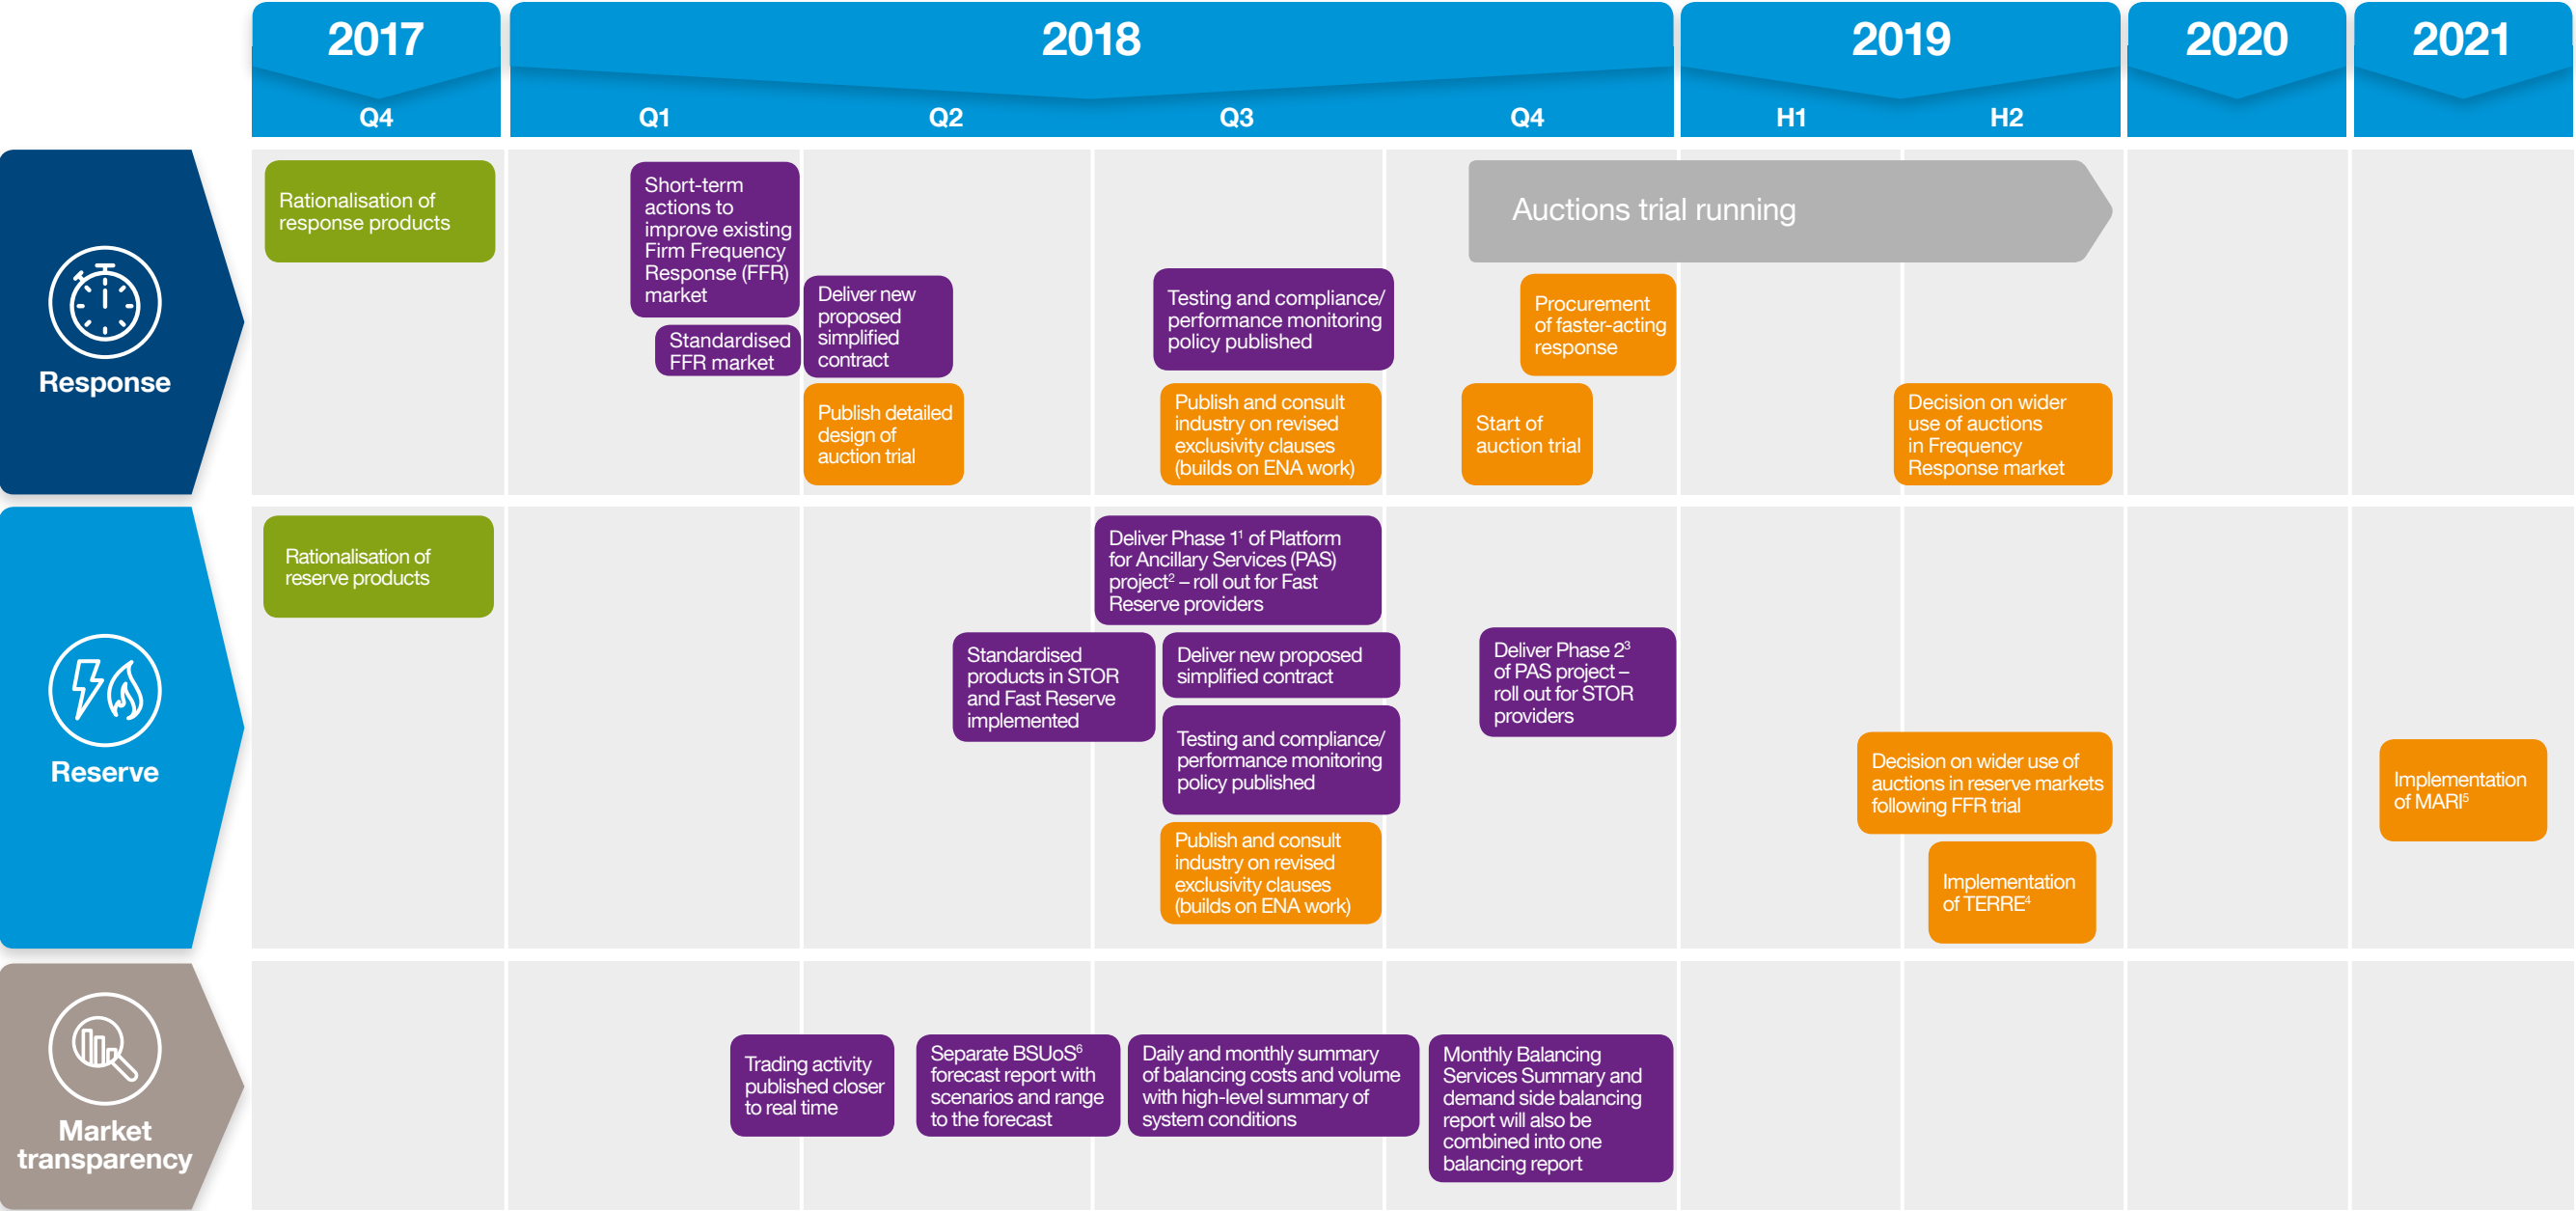 2017
2018
2019
2020
2021
Q4
Q1
Q2
Q3
Q4
H1
H2
Response
Rationalisation of
response products
Short-term
actions to
improve existing
Firm Frequency
Response (FFR)
market
Standardised
FFR market
Deliver new
proposed
simplified
contract
Publish detailed
design of
auction trial
Testing and compliance/
performance monitoring
policy published
Publish and consult
industry on revised
exclusivity clauses
(builds on ENA work)
Auctions trial running
Procurement
of faster-acting
response
Start of
auction trial
Decision on wider
use of auctions
in Frequency
Response market
Reserve
Rationalisation of
reserve products
Deliver Phase 1¹ of Platform
for Ancillary Services (PAS)
project² – roll out for Fast
Reserve providers
Standardised
products in STOR
and Fast Reserve
implemented
Deliver new proposed
simplified contract
Testing and compliance/
performance monitoring
policy published
Publish and consult
industry on revised
exclusivity clauses
(builds on ENA work)
Deliver Phase 2³
of PAS project –
roll out for STOR
providers
Decision on wider use of
auctions in reserve markets
following FFR trial
Implementation
of TERRE⁴
Implementation
of MARI⁵
Market
transparency
Trading activity
published closer
to real time
Separate BSUoS⁶
forecast report with
scenarios and range
to the forecast
Daily and monthly summary
of balancing costs and volume
with high-level summary of
system conditions
Monthly Balancing
Services Summary and
demand side balancing
report will also be
combined into one
balancing report